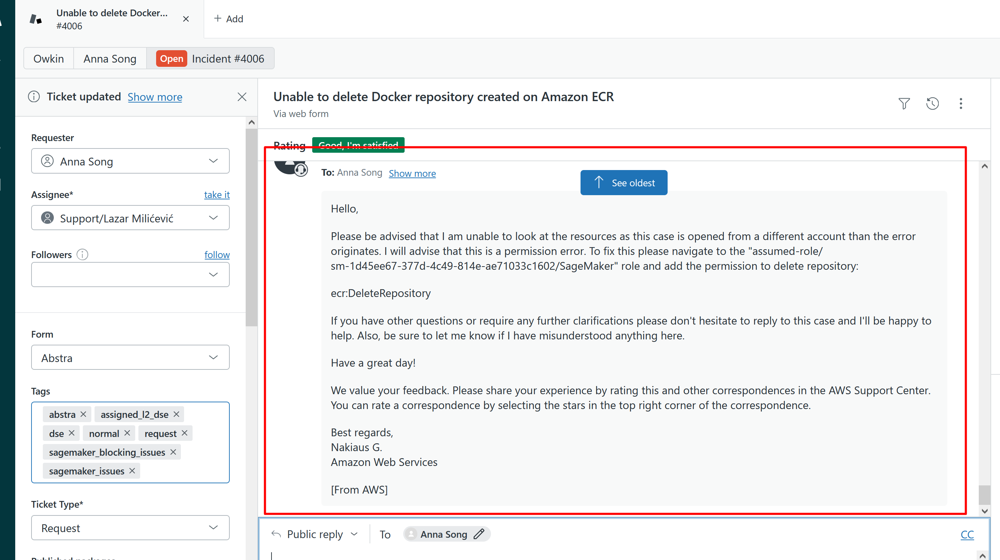 Unable to delete Docker...
#4006
+ Add
Owkin
Anna Song
Open
Incident #4006
Ticket updated Show more
Unable to delete Docker repository created on Amazon ECR
Via web form
Requester
Anna Song
Assignee*
take it
Support/Lazar Milićević
Followers
follow
Form
Abstra
Tags
abstra
assigned_l2_dse
dse
normal
request
sagemaker_blocking_issues
sagemaker_issues
Ticket Type*
Request
Rating
Good, I'm satisfied
To: Anna Song Show more
See oldest
Hello,
Please be advised that I am unable to look at the resources as this case is opened from a different account than the error
originates. I will advise that this is a permission error. To fix this please navigate to the "assumed-role/
sm-1d45ee67-377d-4c49-814e-ae71033c1602/SageMaker" role and add the permission to delete repository:
ecr:DeleteRepository
If you have other questions or require any further clarifications please don't hesitate to reply to this case and I'll be happy to
help. Also, be sure to let me know if I have misunderstood anything here.
Have a great day!
We value your feedback. Please share your experience by rating this and other correspondences in the AWS Support Center.
You can rate a correspondence by selecting the stars in the top right corner of the correspondence.
Best regards,
Nakiaus G.
Amazon Web Services
[From AWS]
Public reply
To
Anna Song
CC